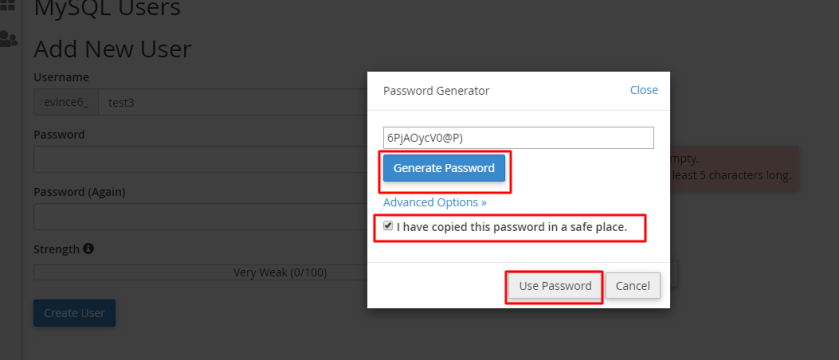 MySQL Users
Add New User
Username
evince6_ test3
Password
Password (Again)
Strength
Very Weak (0/100)
Create User
Password Generator
Close
6PjAOycV0@P)
Generate Password
Advanced Options »
I have copied this password in a safe place.
Use Password
Cancel
least 5 characters long.